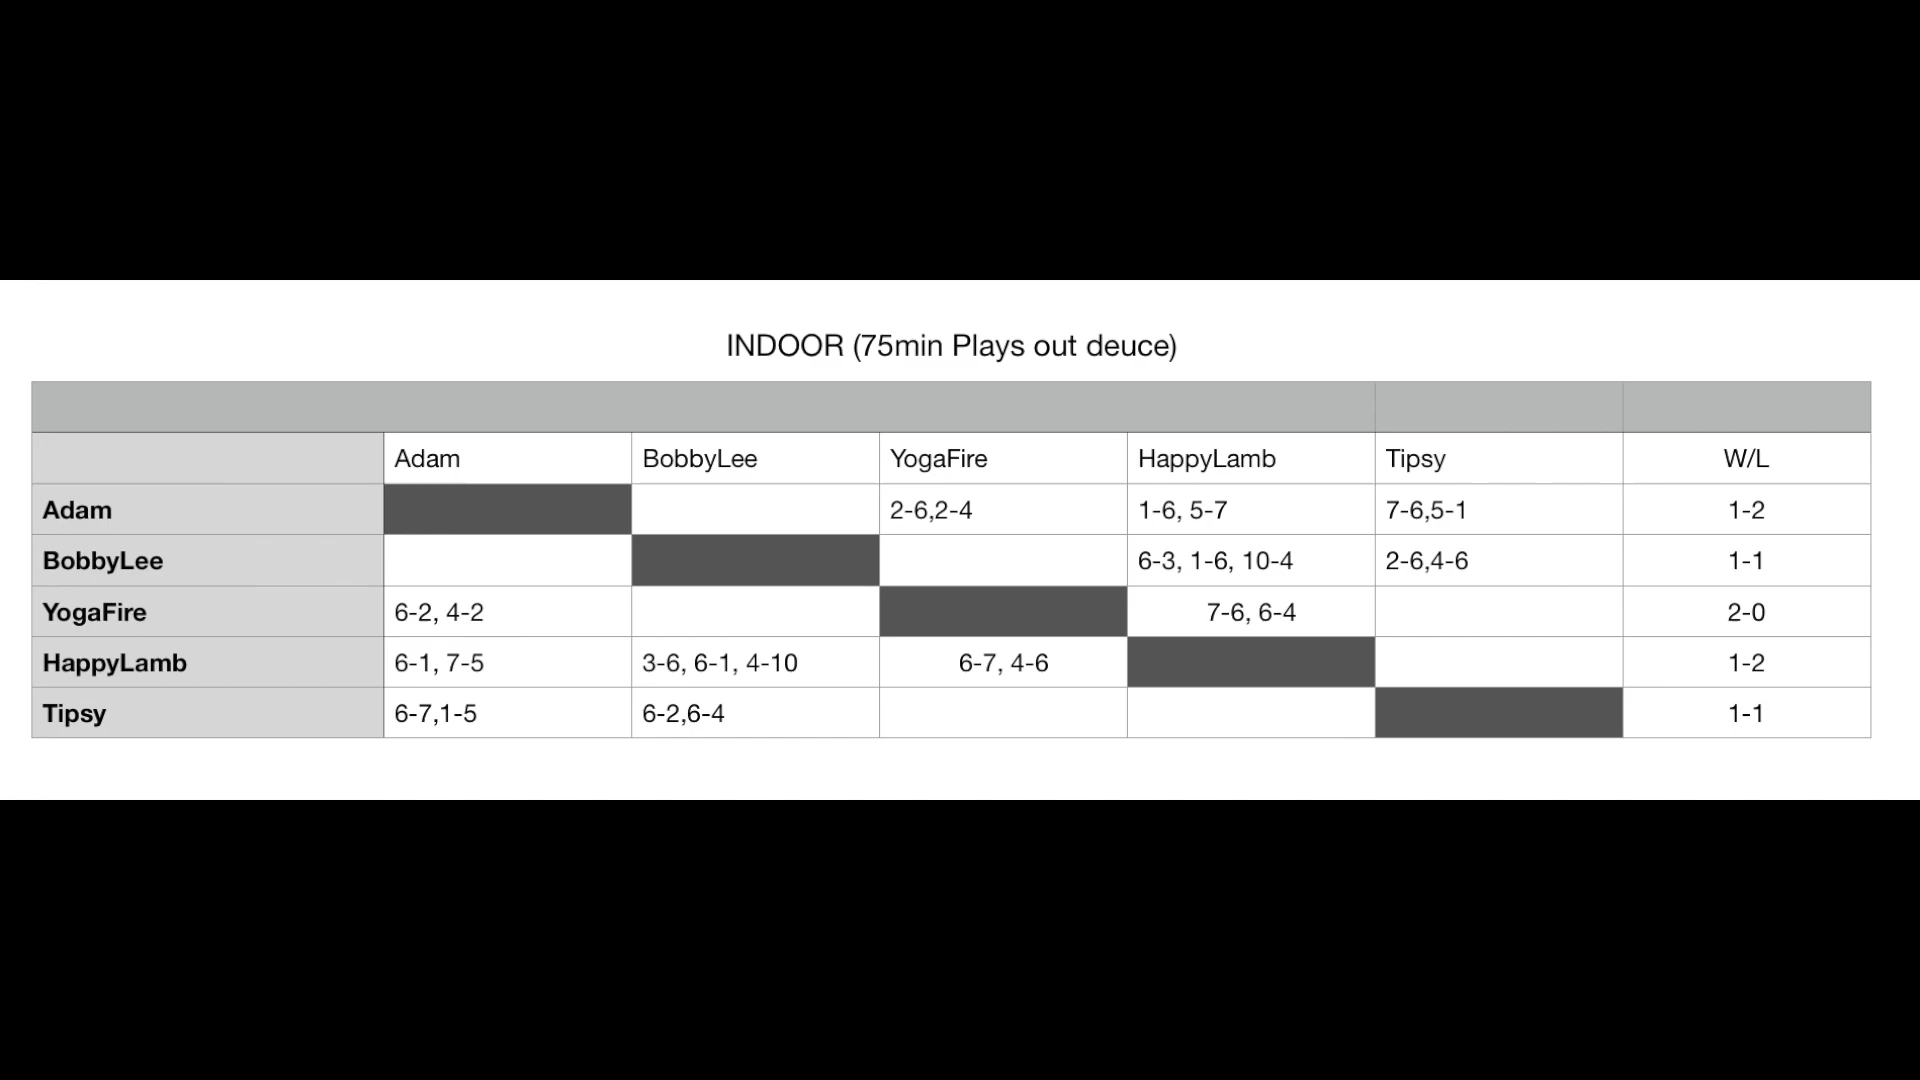 INDOOR (75min Plays out deuce)
Adam BobbyLee YogaFire HappyLamb Tipsy W/L
Adam 2-6,2-4 1-6, 5-7 7-6,5-1 1-2
BobbyLee 6-3, 1-6, 10-4 2-6,4-6 1-1
YogaFire 6-2, 4-2 7-6, 6-4 2-0
HappyLamb 6-1, 7-5 3-6, 6-1, 4-10 6-7, 4-6 1-2
Tipsy 6-7,1-5 6-2,6-4 1-1